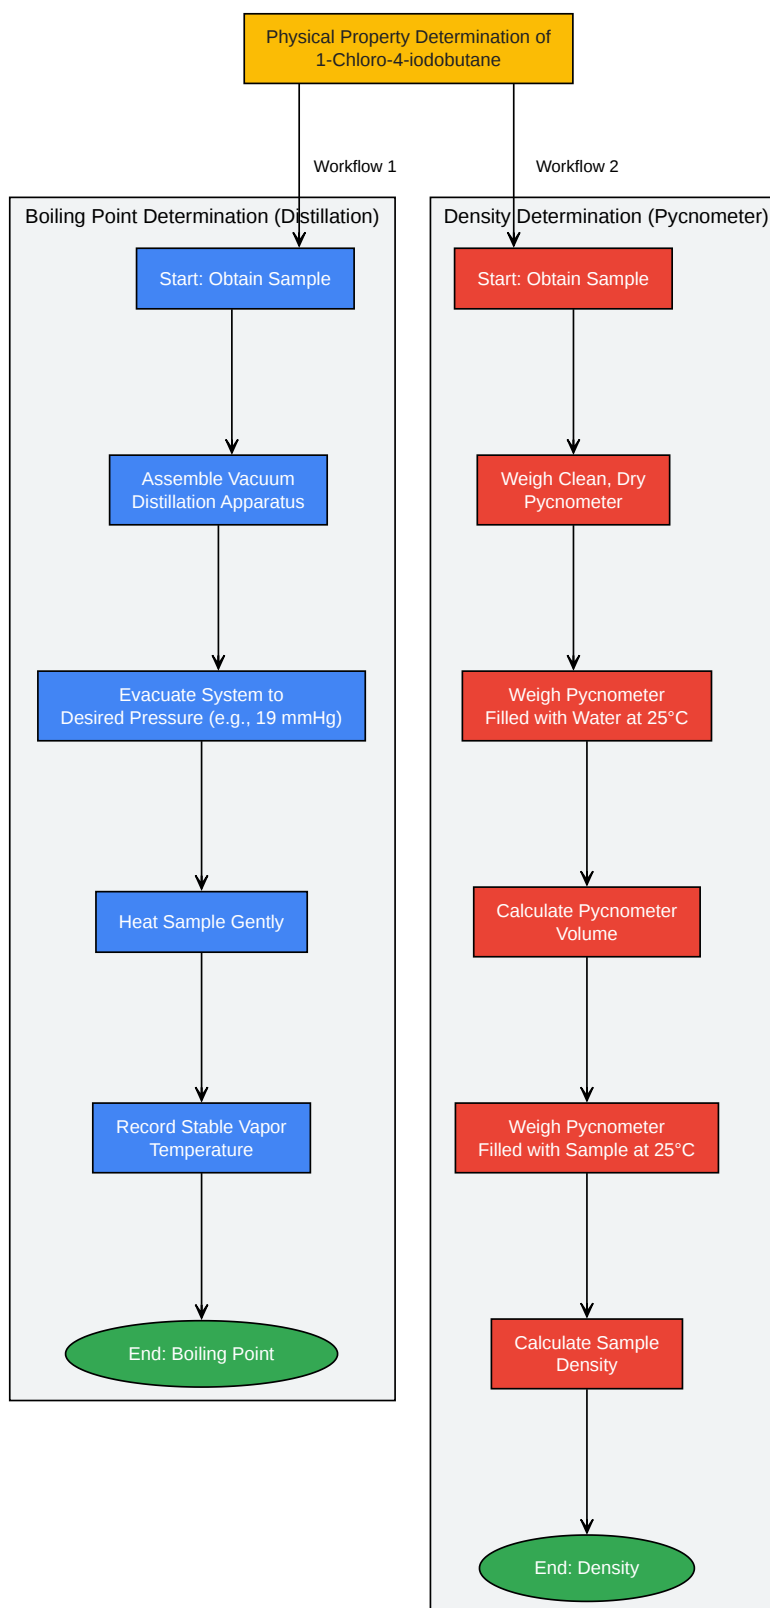 Physical Property Determination of
1-Chloro-4-iodobutane
Workflow 1
Workflow 2
Boiling Point Determination (Distillation)
Start: Obtain Sample
Assemble Vacuum
Distillation Apparatus
Evacuate System to
Desired Pressure (e.g., 19 mmHg)
Heat Sample Gently
Record Stable Vapor
Temperature
End: Boiling Point
Density Determination (Pycnometer)
Start: Obtain Sample
Weigh Clean, Dry
Pycnometer
Weigh Pycnometer
Filled with Water at 25°C
Calculate Pycnometer
Volume
Weigh Pycnometer
Filled with Sample at 25°C
Calculate Sample
Density
End: Density